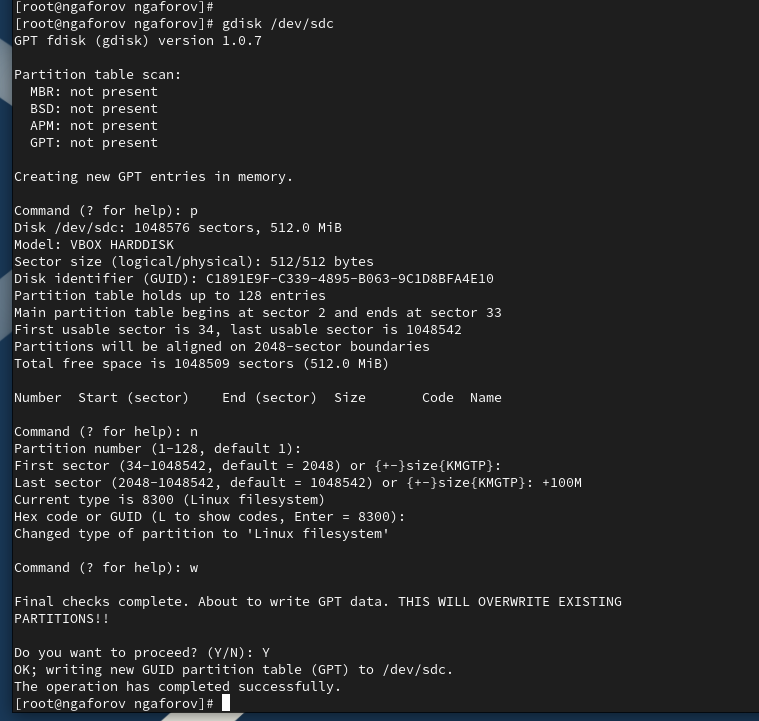 [root@ngaforov ngaforov]#
[root@ngaforov ngaforov]# gdisk /dev/sdc
GPT fdisk (gdisk) version 1.0.7
Partition table scan:
MBR: not present
BSD: not present
APM: not present
GPT: not present
Creating new GPT entries in memory.
Command (? for help): p
Disk /dev/sdc: 1048576 sectors, 512.0 MiB
Model: VBOX HARDDISK
Sector size (logical/physical): 512/512 bytes
Disk identifier (GUID): C1891E9F-C339-4895-B063-9C1D8BFA4E10
Partition table holds up to 128 entries
Main partition table begins at sector 2 and ends at sector 33
First usable sector is 34, last usable sector is 1048542
Partitions will be aligned on 2048-sector boundaries
Total free space is 1048509 sectors (512.0 MiB)
Number  Start (sector)    End (sector)  Size       Code  Name
Command (? for help): n
Partition number (1-128, default 1):
First sector (34-1048542, default = 2048) or {+-}size{KMGTP}:
Last sector (2048-1048542, default = 1048542) or {+-}size{KMGTP}: +100M
Current type is 8300 (Linux filesystem)
Hex code or GUID (L to show codes, Enter = 8300):
Changed type of partition to 'Linux filesystem'
Command (? for help): w
Final checks complete. About to write GPT data. THIS WILL OVERWRITE EXISTING
PARTITIONS!!
Do you want to proceed? (Y/N): Y
OK; writing new GUID partition table (GPT) to /dev/sdc.
The operation has completed successfully.
[root@ngaforov ngaforov]#